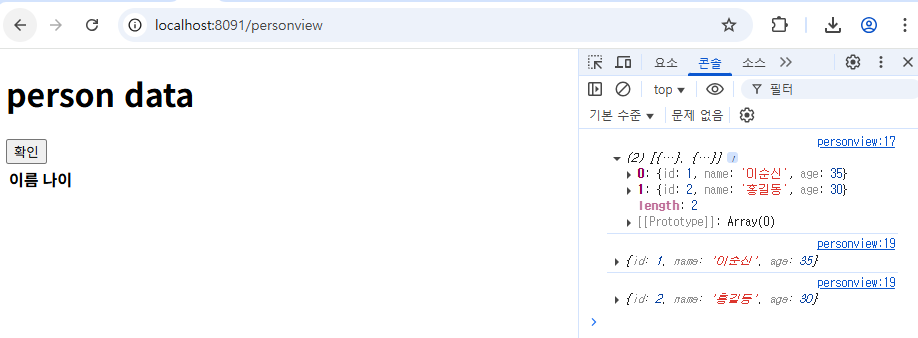 localhost:8091/personview
person data
확인
이름 나이
요소 콘솔 소스
top 필터
기본 수준 문제 없음
personview:17
(2) [{…}, {…}]
0: {id: 1, name: '이순신', age: 35}
1: {id: 2, name: '홍길동', age: 30}
length: 2
[[Prototype]]: Array(0)
personview:19
{id: 1, name: '이순신', age: 35}
personview:19
{id: 2, name: '홍길동', age: 30}